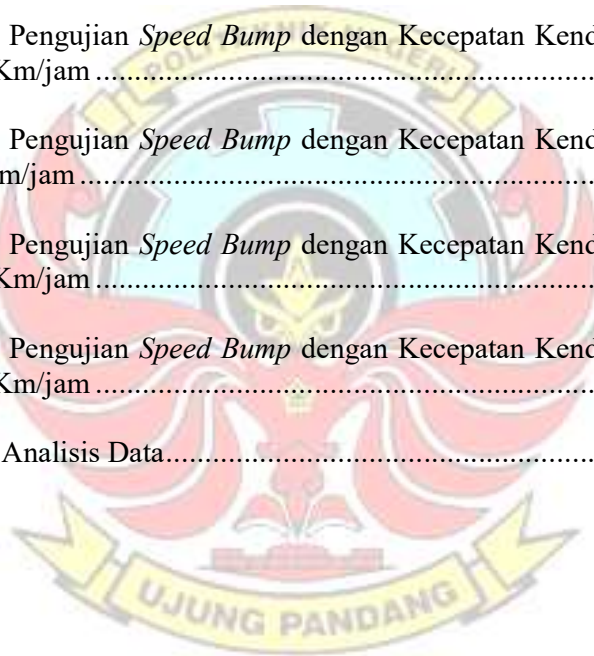 Pengujian Speed Bump dengan Kecepatan Kend
Km/jam ................................................................
Pengujian Speed Bump dengan Kecepatan Kend
m/jam ..................................................................
Pengujian Speed Bump dengan Kecepatan Kend
Km/jam ................................................................
Pengujian Speed Bump dengan Kecepatan Kend
Km/jam ................................................................
Analisis Data.......................................................
UJUNG PANDANG